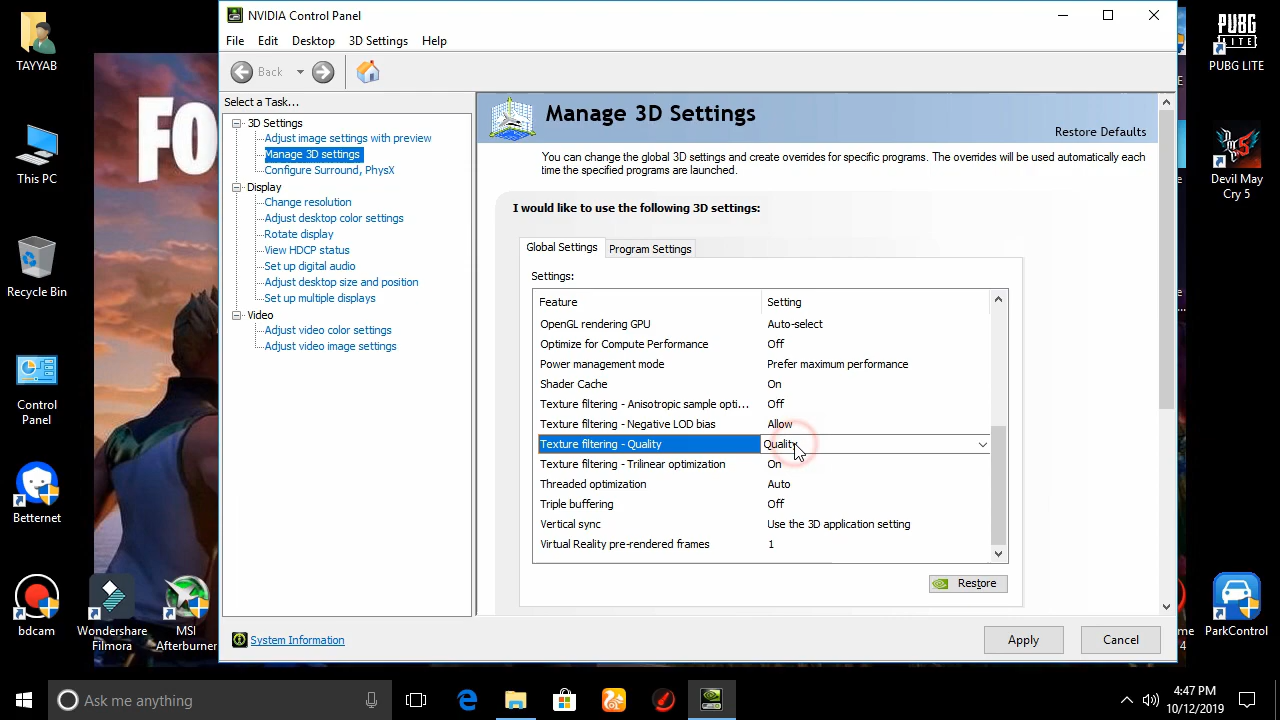 NVIDIA Control Panel
File Edit Desktop 3D Settings Help
Back
Select a Task...
3D Settings
Adjust image settings with preview
Manage 3D settings
Configure Surround, PhysX
Display
Change resolution
Adjust desktop color settings
Rotate display
View HDCP status
Set up digital audio
Adjust desktop size and position
Set up multiple displays
Video
Adjust video color settings
Adjust video image settings
System Information
Manage 3D Settings
Restore Defaults
You can change the global 3D settings and create overrides for specific programs. The overrides will be used automatically each
time the specified programs are launched.
I would like to use the following 3D settings:
Global Settings Program Settings
Settings:
Feature Setting
OpenGL rendering GPU Auto-select
Optimize for Compute Performance Off
Power management mode Prefer maximum performance
Shader Cache On
Texture filtering - Anisotropic sample opti... Off
Texture filtering - Negative LOD bias Allow
Texture filtering - Quality Quality
Texture filtering - Trilinear optimization On
Threaded optimization Auto
Triple buffering Off
Vertical sync Use the 3D application setting
Virtual Reality pre-rendered frames 1
Restore
Apply Cancel
TAYYAB
This PC
Recycle Bin
Control
Panel
Betternet
bdcam
Wondershare
Filmora
MSI
Afterburner
FO
PUBG
LITE
PUBG LITE
Devil May
Cry 5
ParkControl
Ask me anything
4:47 PM
10/12/2019